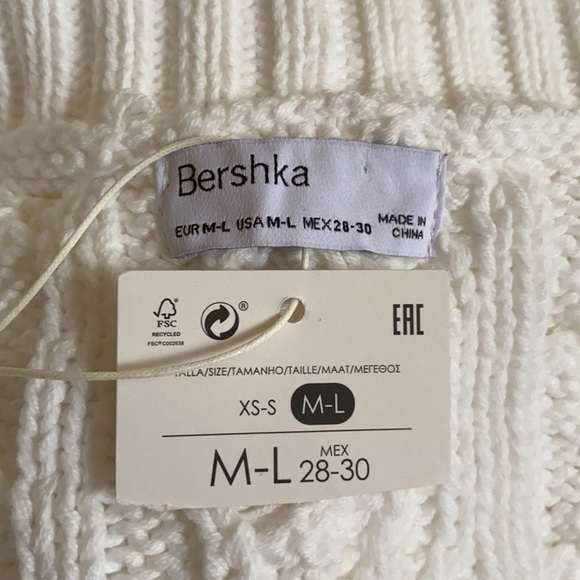 Bershka
EUR M-L USA M-L MEX 28-30 MADE IN
CHINA
FSC
RECYCLED
FSC® C002638
®
EAC
TALLA/SIZE/TAMANHO/TAILLE/MAAT/ΜΕΓΕΘΟΣ
XS-S M-L
M-L MEX
28-30